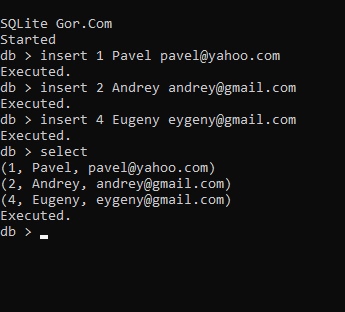 SQLite Gor.Com
Started
db > insert 1 Pavel pavel@yahoo.com
Executed.
db > insert 2 Andrey andrey@gmail.com
Executed.
db > insert 4 Eugeny eygeny@gmail.com
Executed.
db > select
(1, Pavel, pavel@yahoo.com)
(2, Andrey, andrey@gmail.com)
(4, Eugeny, eygeny@gmail.com)
Executed.
db >